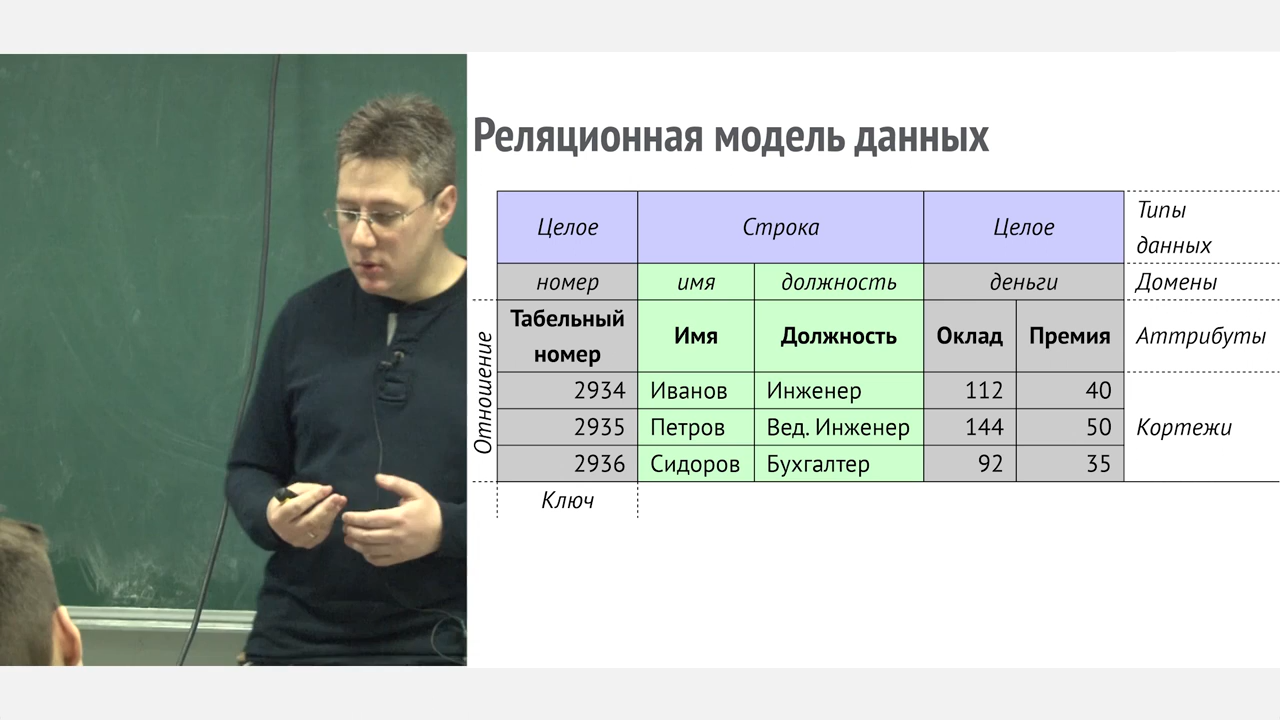 Реляционная модель данных
Целое Строка Целое Типы
данных
номер имя должность деньги Домены
Отношение
Табельный
номер Имя Должность Оклад Премия Аттрибуты
2934 Иванов Инженер 112 40
2935 Петров Вед. Инженер 144 50 Кортежи
2936 Сидоров Бухгалтер 92 35
Ключ